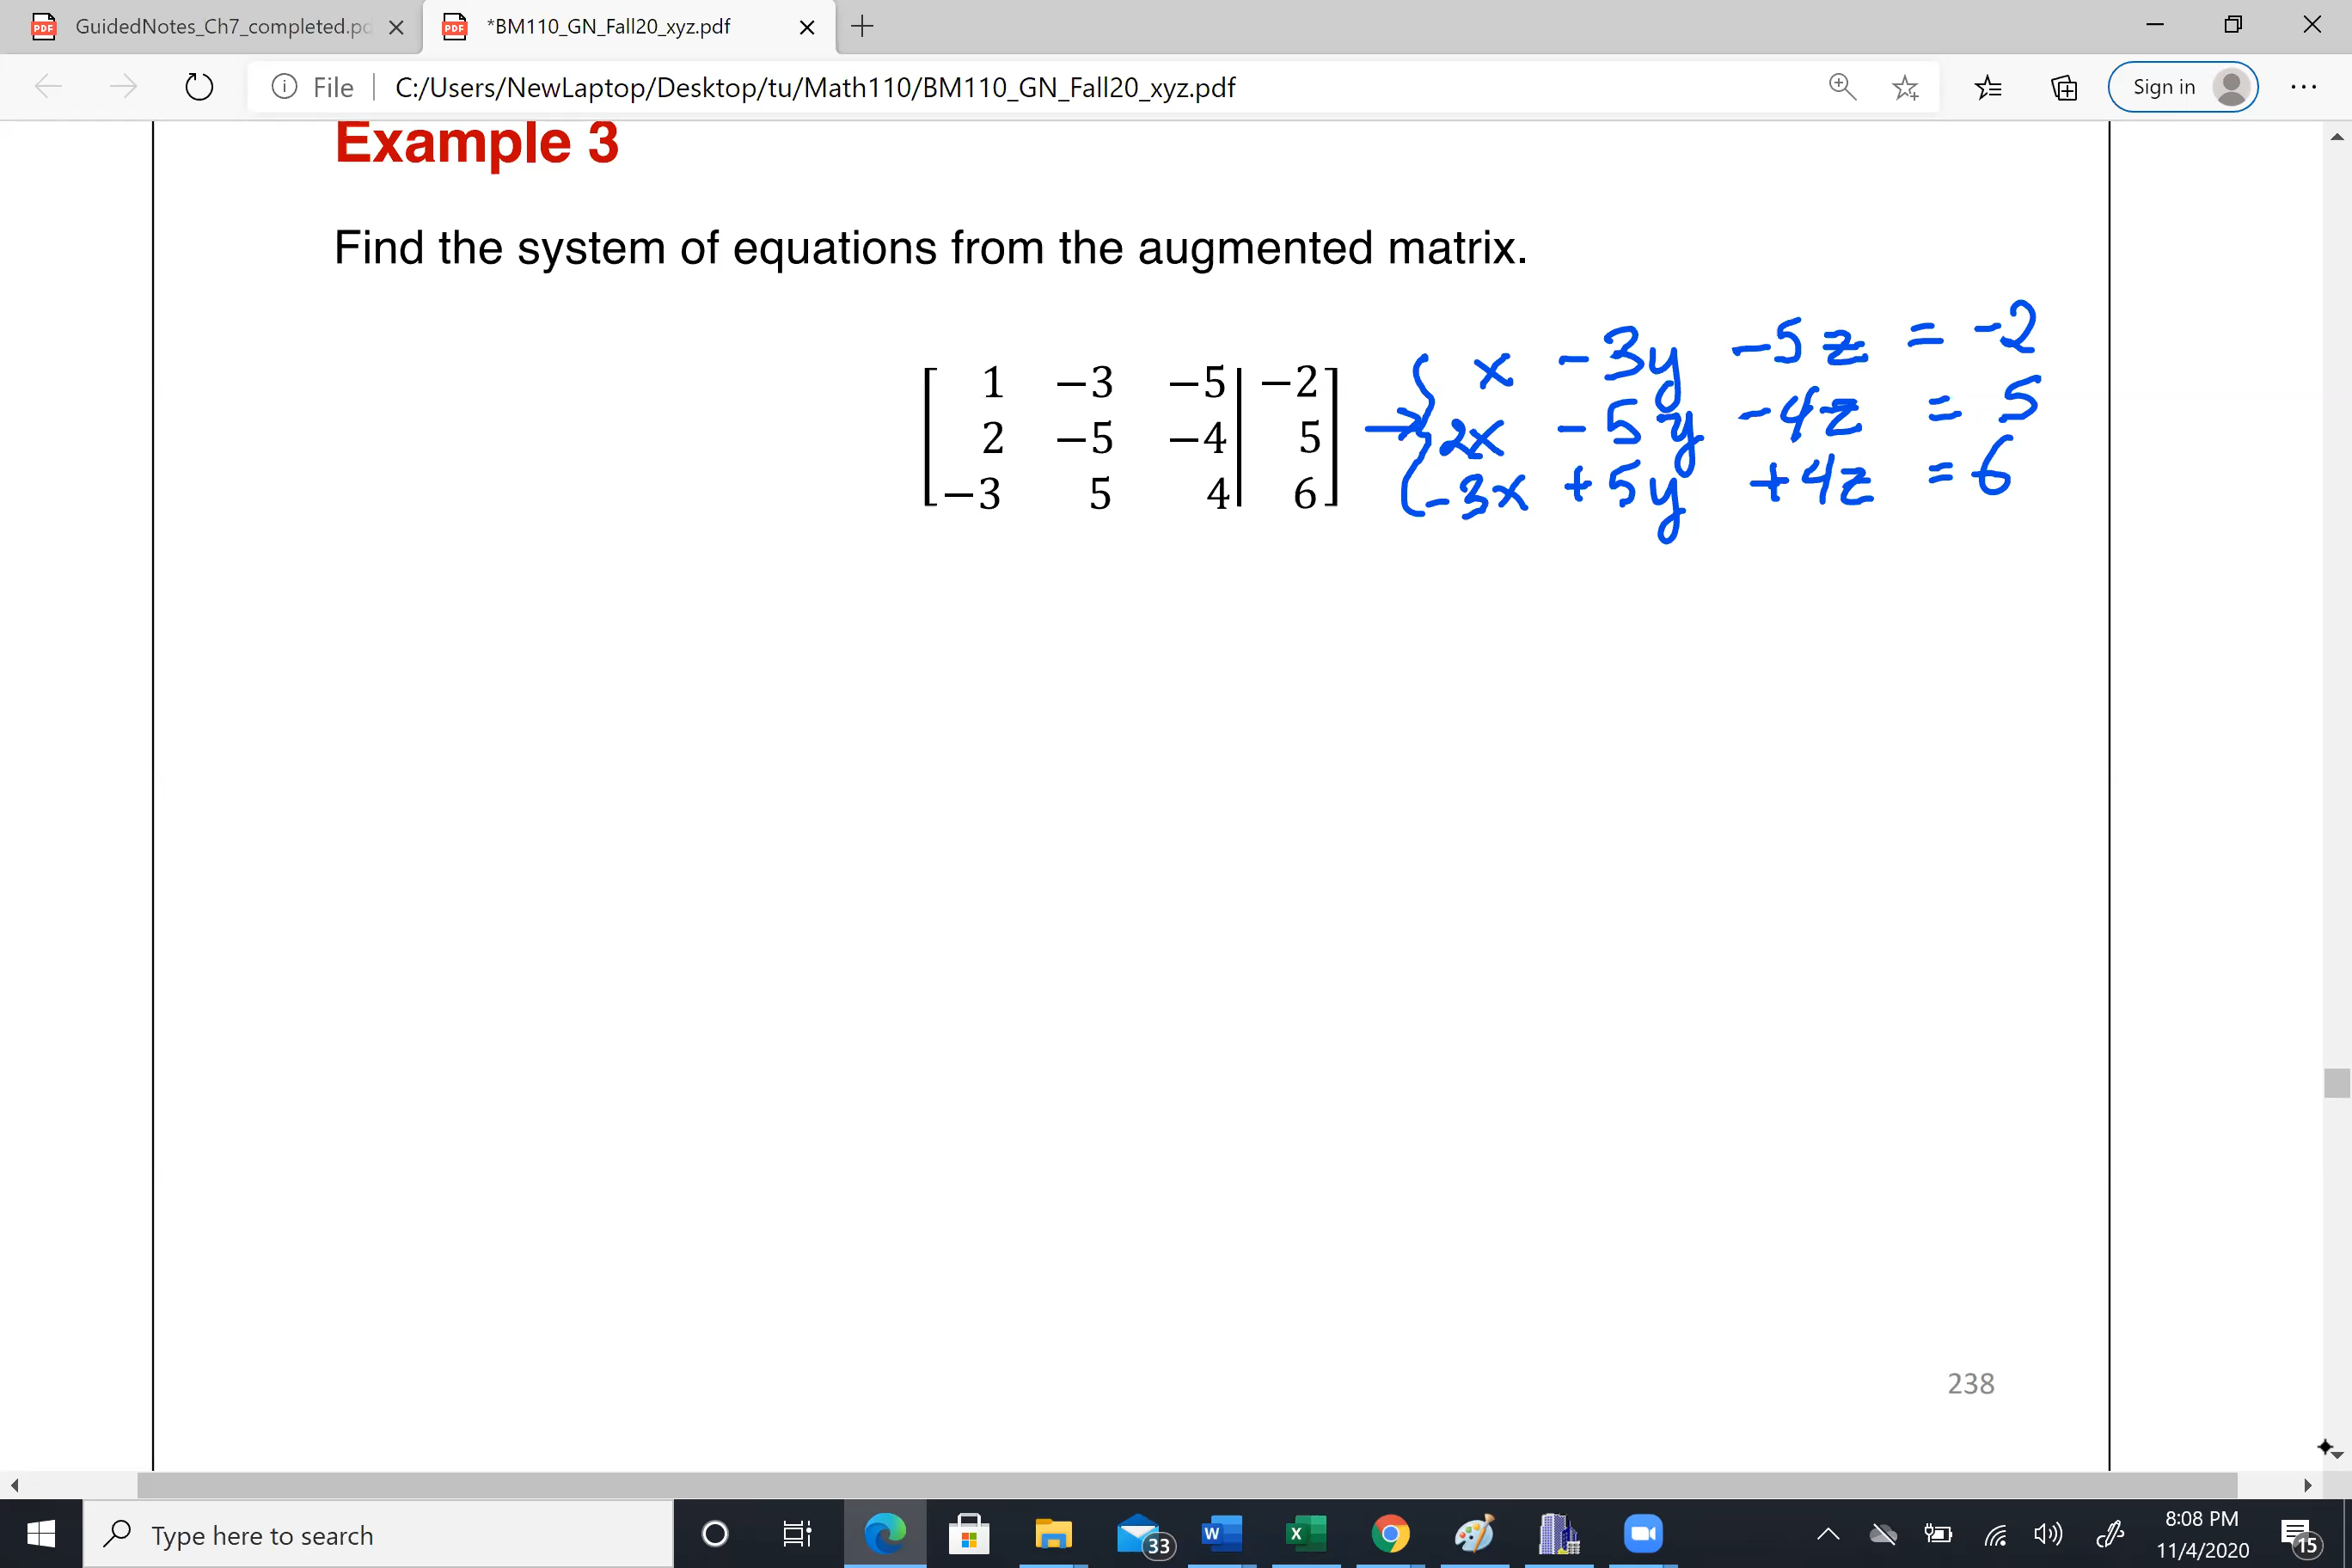 GuidedNotes_Ch7_completed.pd
*BM110_GN_Fall20_xyz.pdf
File
C:/Users/NewLaptop/Desktop/tu/Math110/BM110_GN_Fall20_xyz.pdf
Sign in
Example 3
Find the system of equations from the augmented matrix.
1 −3 −5 | −2
2 −5 −4 | 5
−3 5 4 | 6
→ { x − 3y − 5z = −2
2x − 5y − 4z = 5
−3x + 5y + 4z = 6
238
Type here to search
33
8:08 PM
11/4/2020
15